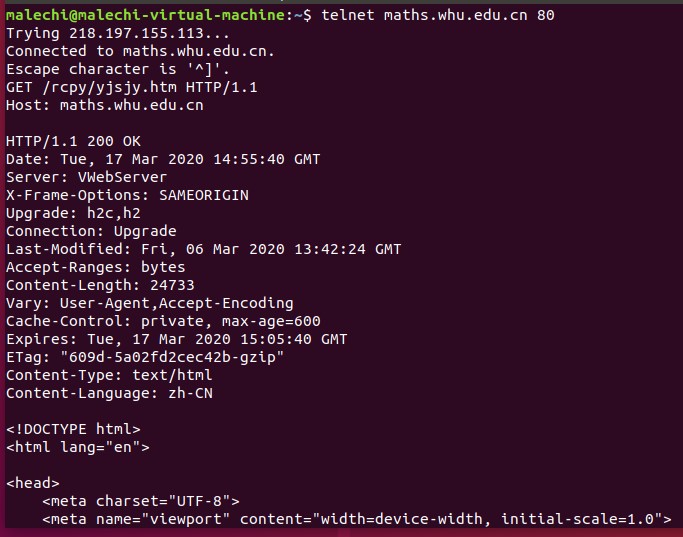 malechi@malechi-virtual-machine:~$ telnet maths.whu.edu.cn 80
Trying 218.197.155.113...
Connected to maths.whu.edu.cn.
Escape character is '^]'.
GET /rcpy/yjsjy.htm HTTP/1.1
Host: maths.whu.edu.cn

HTTP/1.1 200 OK
Date: Tue, 17 Mar 2020 14:55:40 GMT
Server: VWebServer
X-Frame-Options: SAMEORIGIN
Upgrade: h2c,h2
Connection: Upgrade
Last-Modified: Fri, 06 Mar 2020 13:42:24 GMT
Accept-Ranges: bytes
Content-Length: 24733
Vary: User-Agent,Accept-Encoding
Cache-Control: private, max-age=600
Expires: Tue, 17 Mar 2020 15:05:40 GMT
ETag: "609d-5a02fd2cec42b-gzip"
Content-Type: text/html
Content-Language: zh-CN

<!DOCTYPE html>
<html lang="en">

<head>
    <meta charset="UTF-8">
    <meta name="viewport" content="width=device-width, initial-scale=1.0">